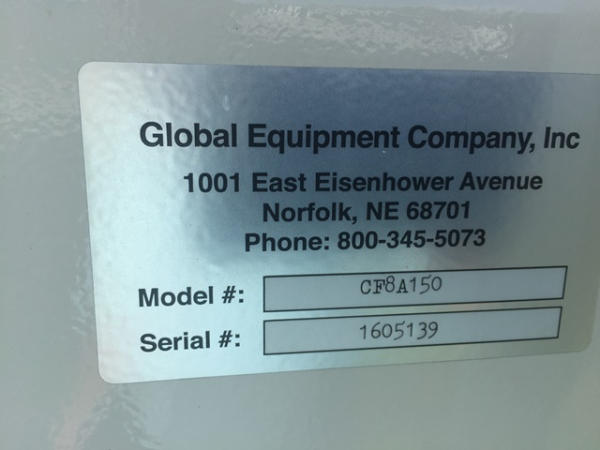 Global Equipment Company, Inc
1001 East Eisenhower Avenue
Norfolk, NE 68701
Phone: 800-345-5073
Model #: CF8A150
Serial #: 1605139